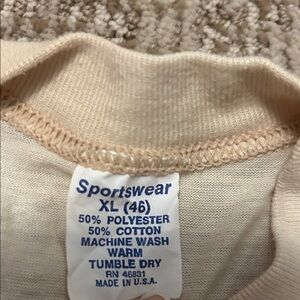 Sportswear
XL (46)
50% POLYESTER
50% COTTON
MACHINE WASH
WARM
TUMBLE DRY
RN 46831
MADE IN U.S.A.